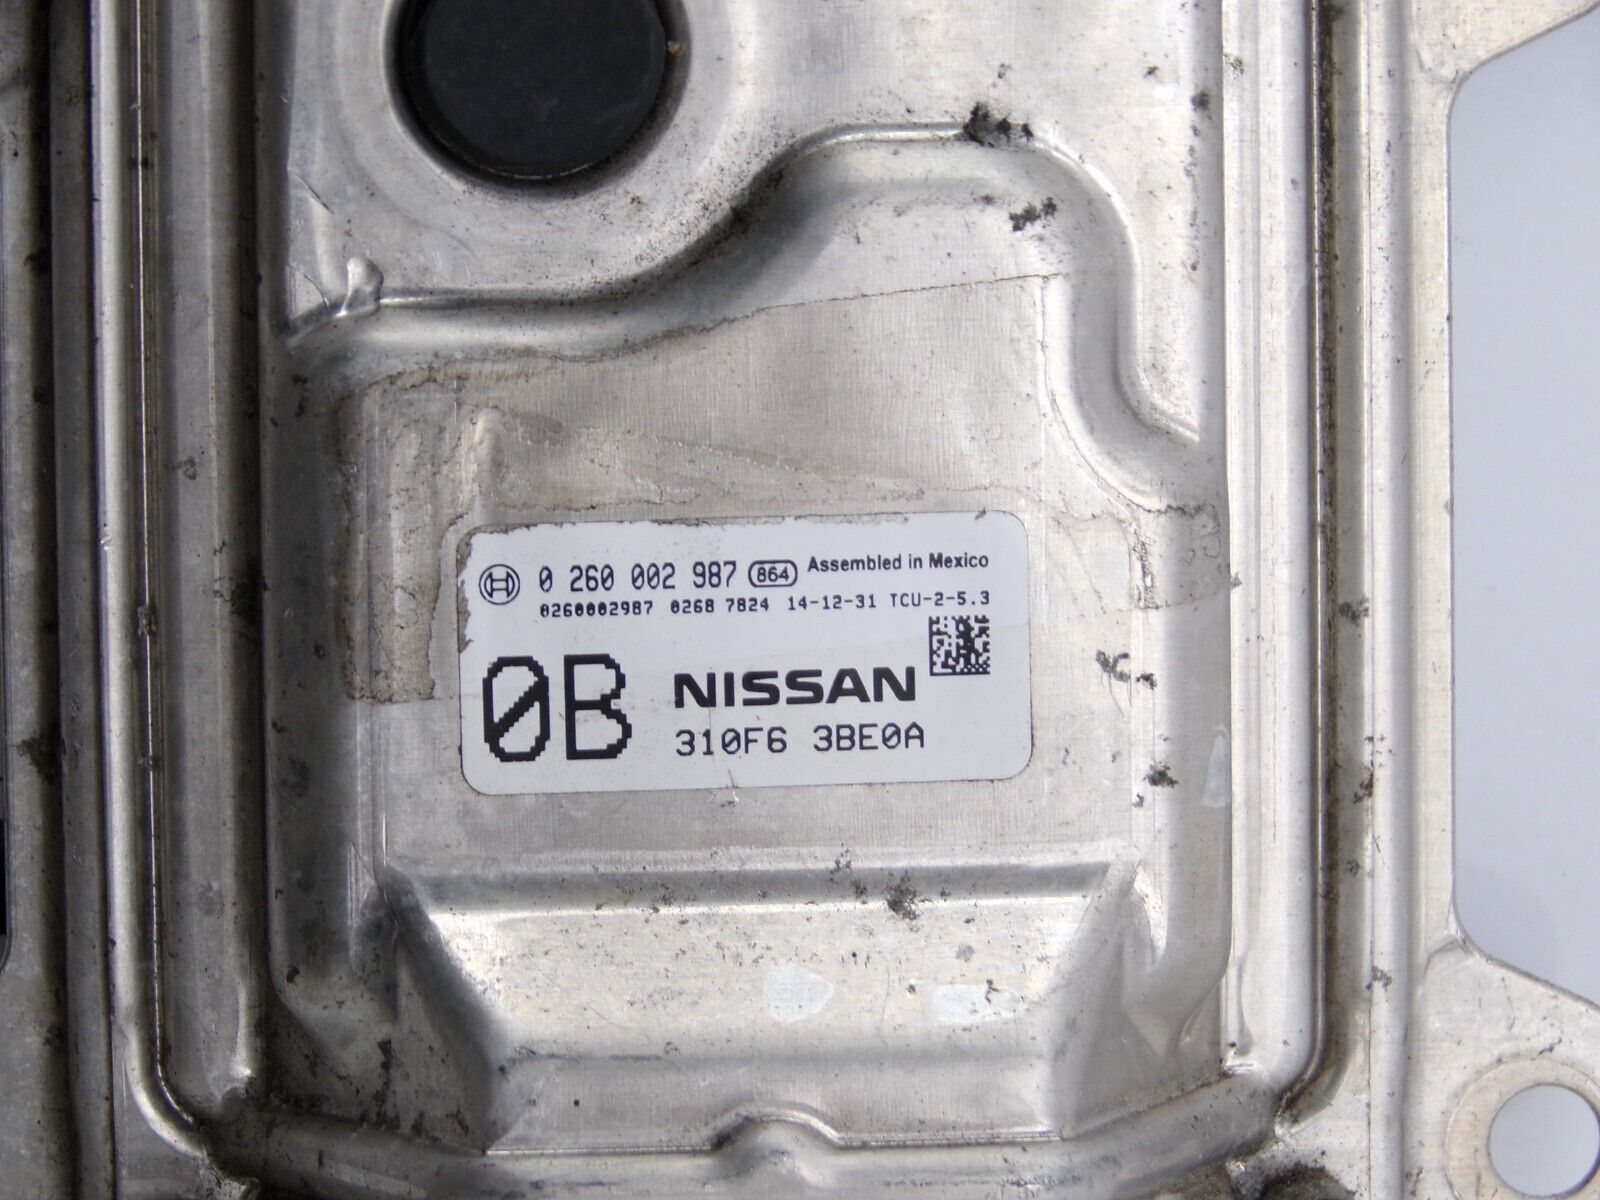 0 260 002 987 864 Assembled in Mexico
0260002987 0268 7824 14-12-31 TCU-2-5.3
0B NISSAN
310F6 3BE0A